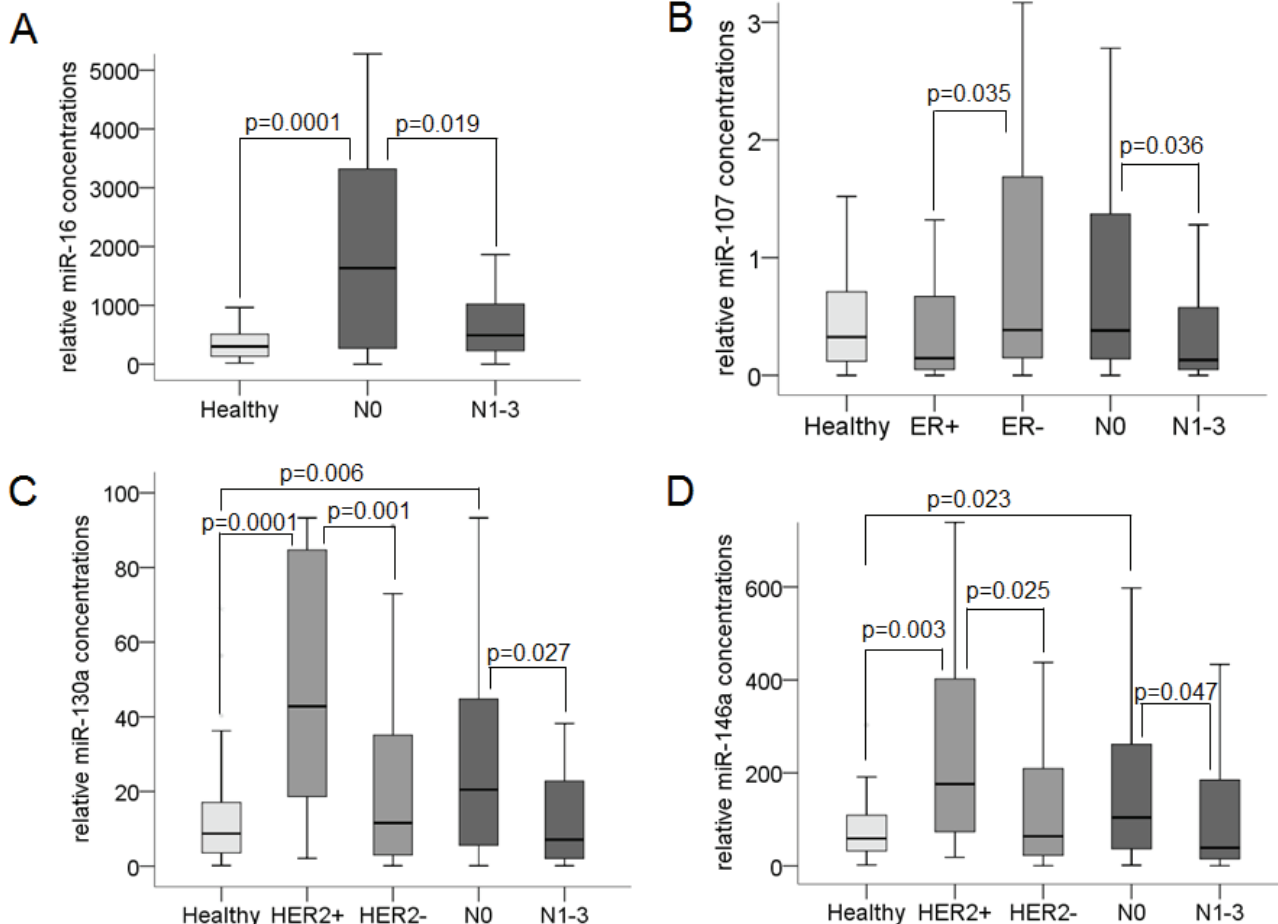 A
relative miR-16 concentrations
5000
4000
3000
2000
1000
0
p=0.0001
p=0.019
Healthy
N0
N1-3
B
relative miR-107 concentrations
3
2
1
0
p=0.035
p=0.036
Healthy
ER+
ER-
N0
N1-3
C
relative miR-130a concentrations
100
80
60
40
20
0
p=0.006
p=0.0001
p=0.001
p=0.027
Healthy
HER2+
HER2-
N0
N1-3
D
relative miR-146a concentrations
600
400
200
0
p=0.023
p=0.003
p=0.025
p=0.047
Healthy
HER2+
HER2-
N0
N1-3